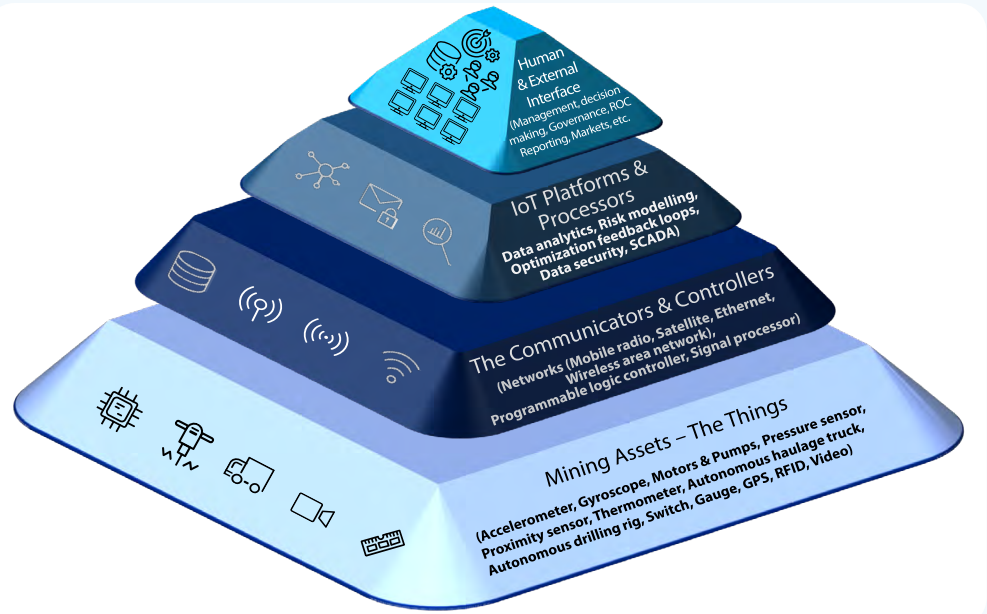 Human
& External
Interface
(Management, decision
making, Governance, ROC
Reporting, Markets, etc.
IoT Platforms &
Processors
Data analytics, Risk modelling,
Optimization feedback loops,
Data security, SCADA)
The Communicators & Controllers
(Networks (Mobile radio, Satellite, Ethernet,
Wireless area network),
Programmable logic controller, Signal processor)
Mining Assets – The Things
(Accelerometer, Gyroscope, Motors & Pumps, Pressure sensor,
Proximity sensor, Thermometer, Autonomous haulage truck,
Autonomous drilling rig, Switch, Gauge, GPS, RFID, Video)